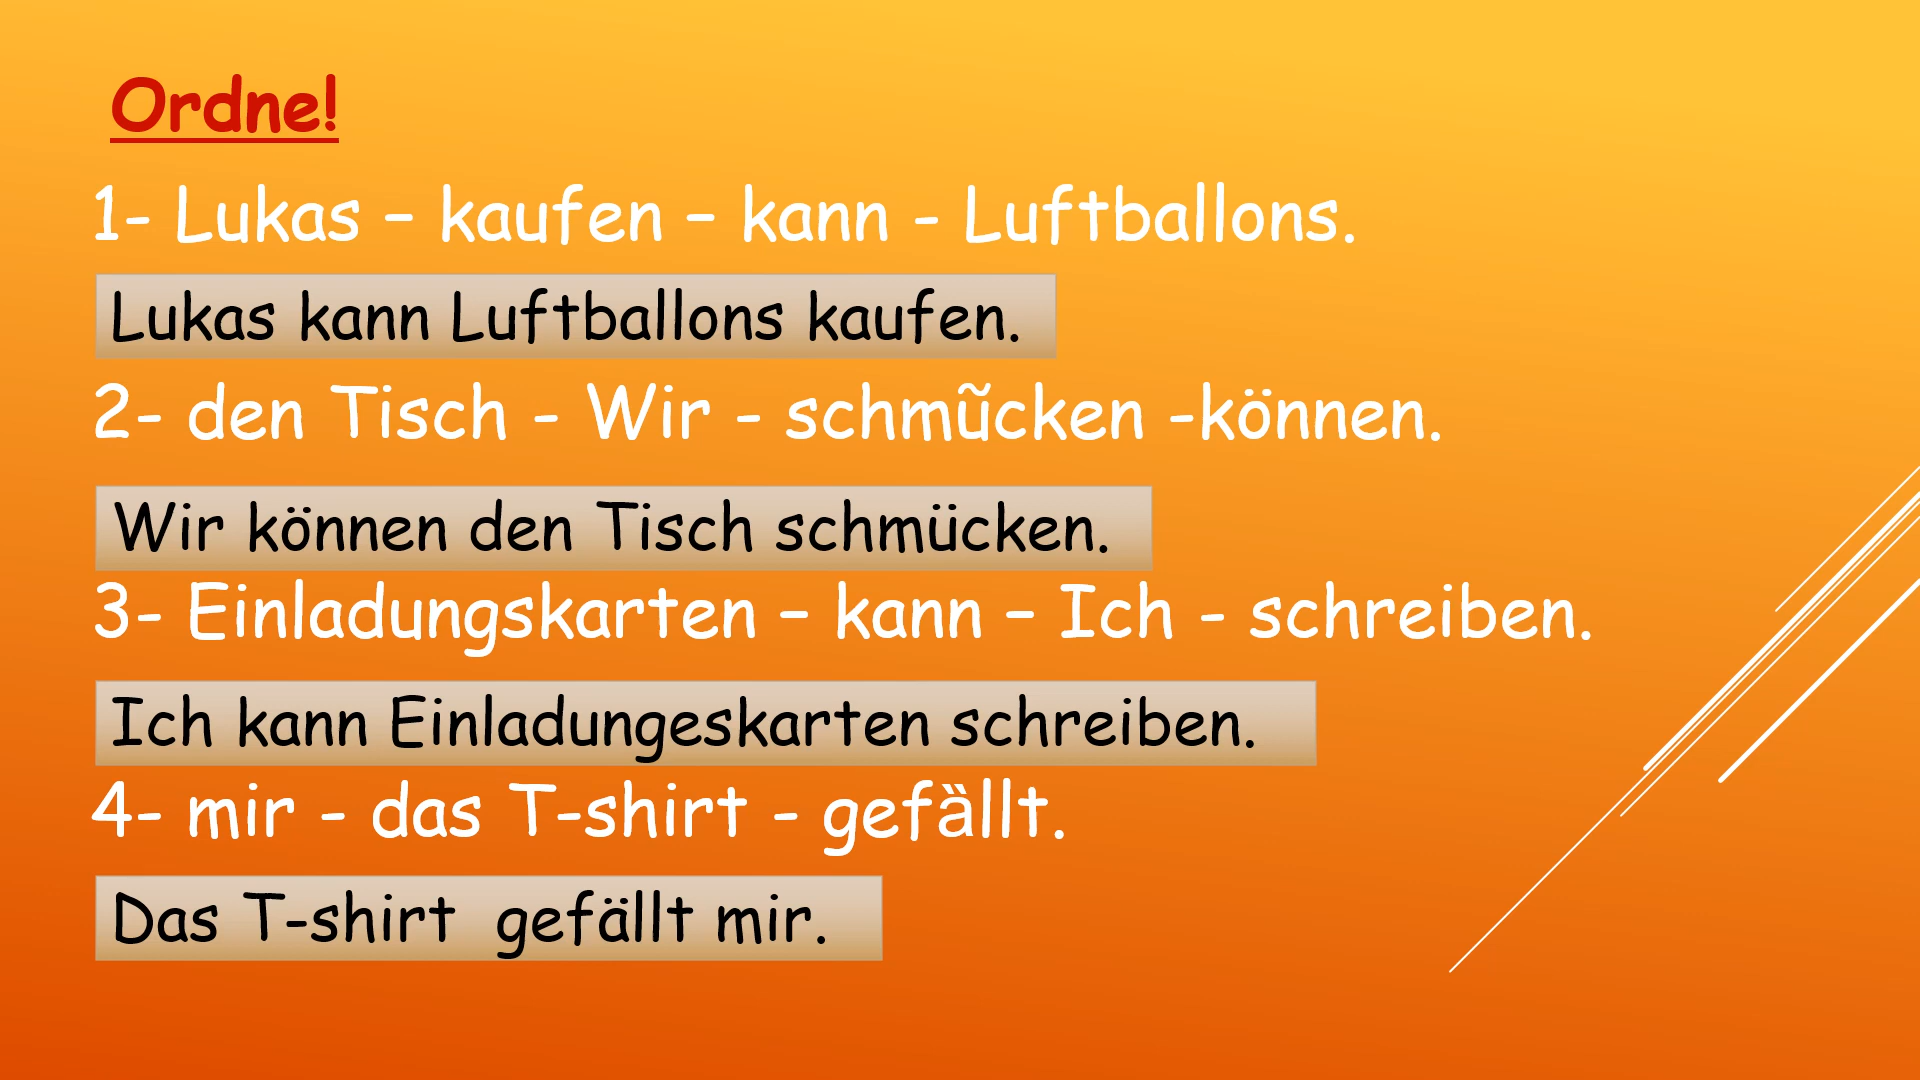 Ordne!
1- Lukas – kaufen – kann - Luftballons.
Lukas kann Luftballons kaufen.
2- den Tisch - Wir - schmũcken -können.
Wir können den Tisch schmücken.
3- Einladungskarten – kann – Ich - schreiben.
Ich kann Einladungeskarten schreiben.
4- mir - das T-shirt - gefȁllt.
Das T-shirt  gefällt mir.